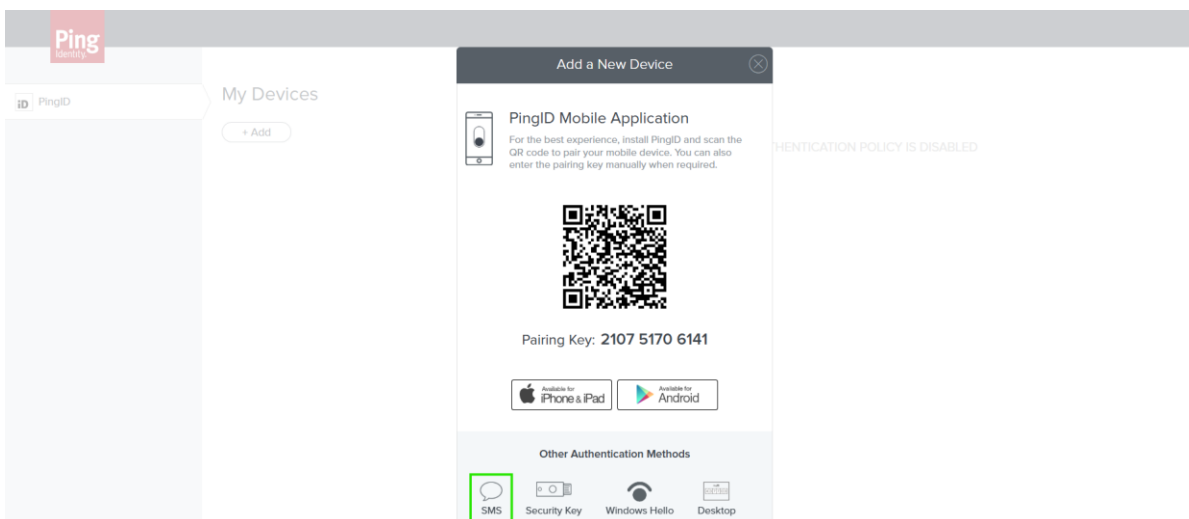 Ping
Identity
iD PingID
My Devices
+ Add
Add a New Device
PingID Mobile Application
For the best experience, install PingID and scan the
QR code to pair your mobile device. You can also
enter the pairing key manually when required.
HENTICATION POLICY IS DISABLED
Pairing Key: 2107 5170 6141
Available for
iPhone & iPad
Available for
Android
Other Authentication Methods
SMS
Security Key
Windows Hello
Desktop